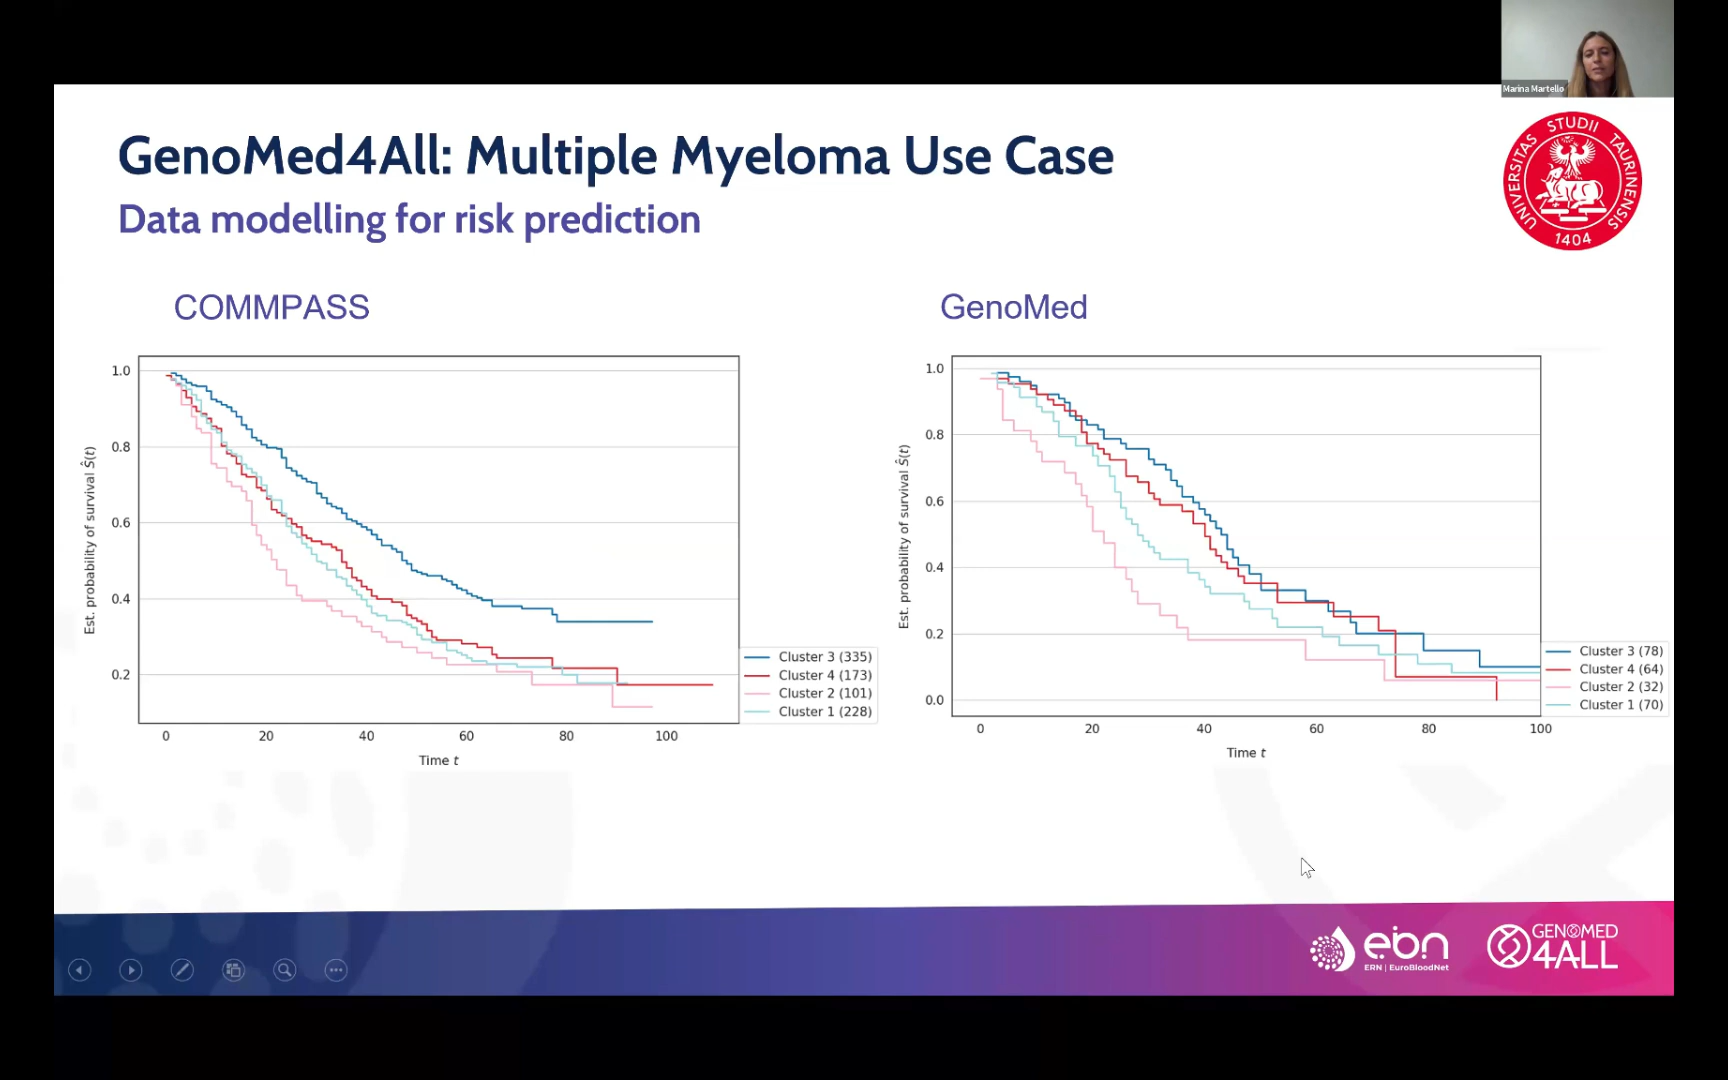 Marina Martello
GenoMed4All: Multiple Myeloma Use Case
Data modelling for risk prediction
UNIVERSITAS STUDII TAURINENSIS
1404
COMMPASS
1.0
0.8
0.6
0.4
0.2
Est. probability of survival Ŝ(t)
0 20 40 60 80 100
Time t
Cluster 3 (335)
Cluster 4 (173)
Cluster 2 (101)
Cluster 1 (228)
GenoMed
1.0
0.8
0.6
0.4
0.2
0.0
Est. probability of survival Ŝ(t)
0 20 40 60 80 100
Time t
Cluster 3 (78)
Cluster 4 (64)
Cluster 2 (32)
Cluster 1 (70)
ebn
ERN | EuroBloodNet
GENOMED
4ALL